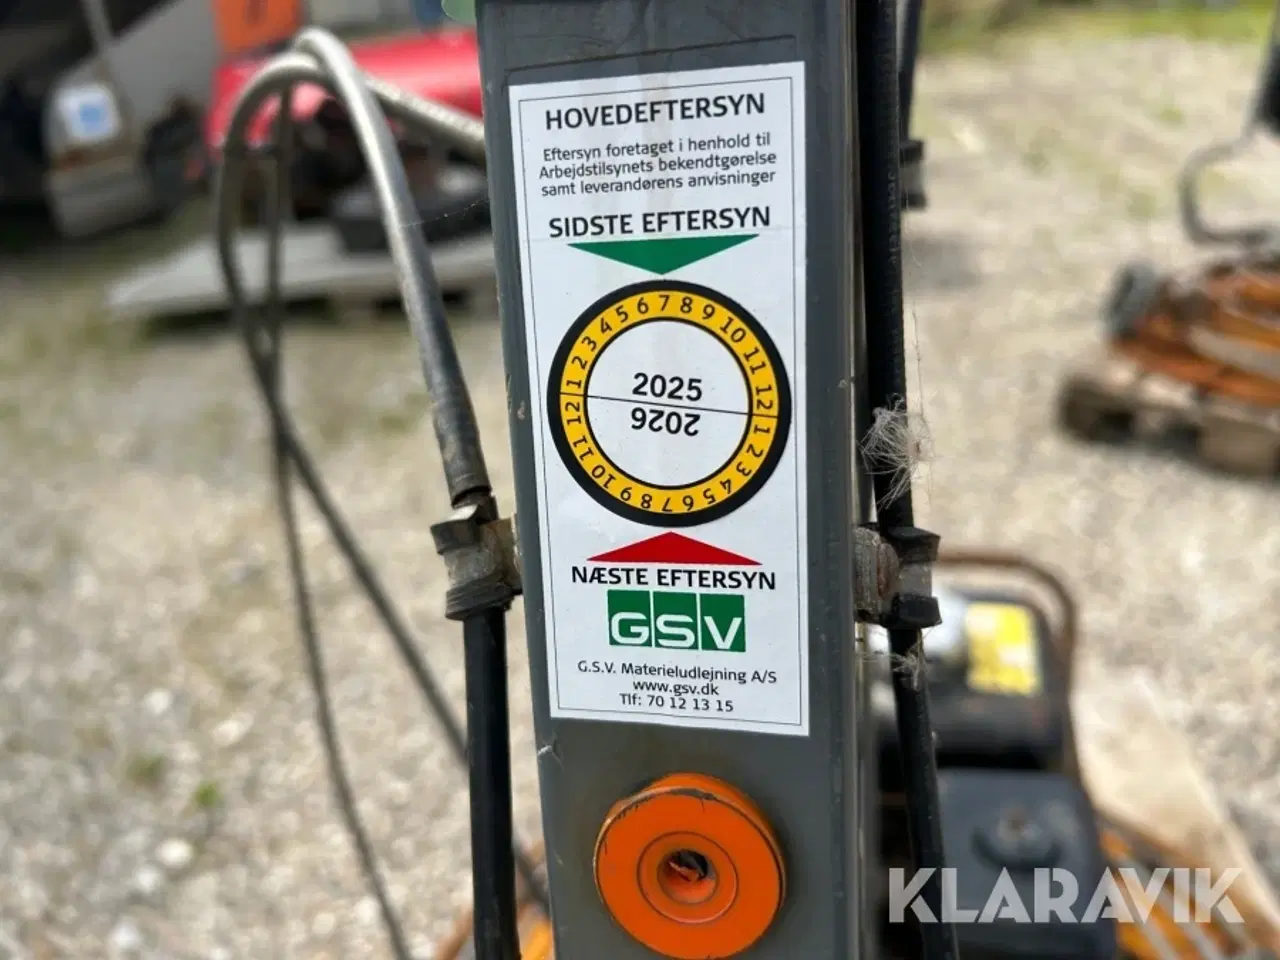 HOVEDEFTERSYN
Eftersyn foretaget i henhold til
Arbejdstilsynets bekendtgørelse
samt leverandørens anvisninger
SIDSTE EFTERSYN
1 2 3 4 5 6 7 8 9 10 11 12
2025
2026
1 2 3 4 5 6 7 8 9 10 11 12
NÆSTE EFTERSYN
GSV
G.S.V. Materieludlejning A/S
www.gsv.dk
Tlf: 70 12 13 15
KLARAVIK